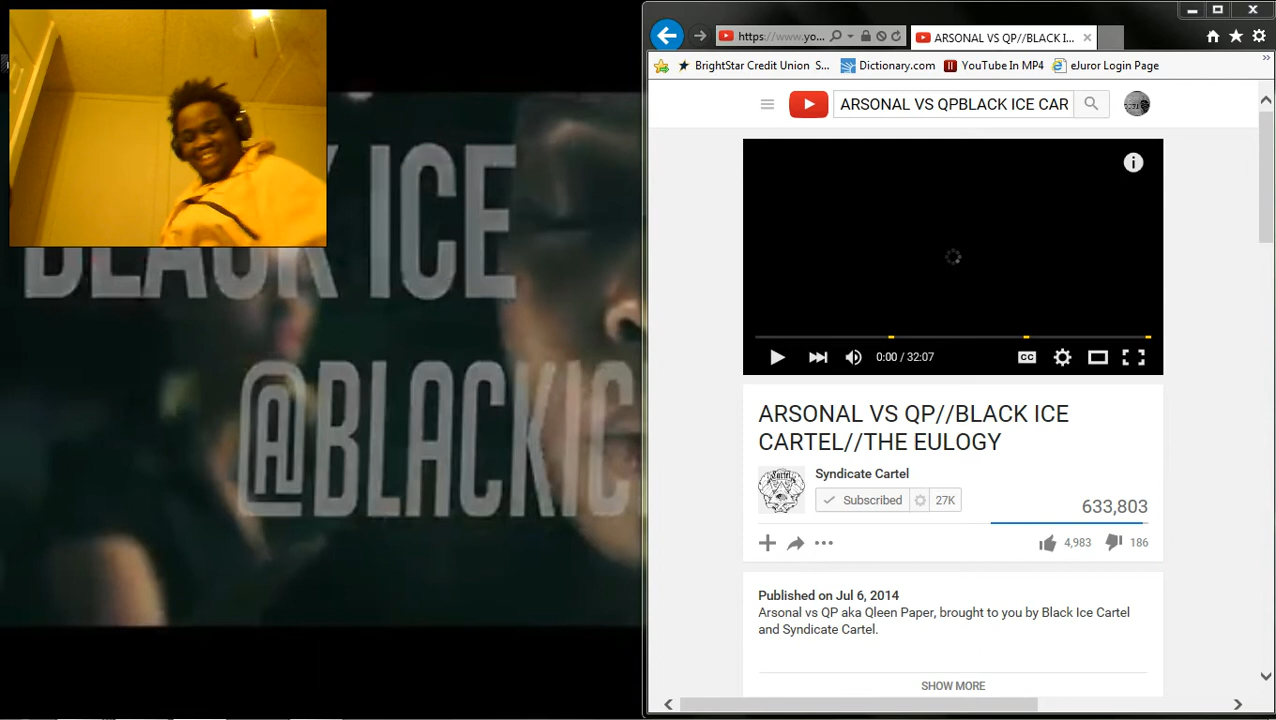 BLACK ICE
@BLACKIC
https://www.yo...
ARSONAL VS QP//BLACK I...
BrightStar Credit Union S...
Dictionary.com
YouTube In MP4
eJuror Login Page
ARSONAL VS QPBLACK ICE CAR
0:00 / 32:07
CC
ARSONAL VS QP//BLACK ICE
CARTEL//THE EULOGY
Syndicate Cartel
Subscribed
27K
633,803
4,983
186
Published on Jul 6, 2014
Arsonal vs QP aka Qleen Paper, brought to you by Black Ice Cartel
and Syndicate Cartel.
SHOW MORE